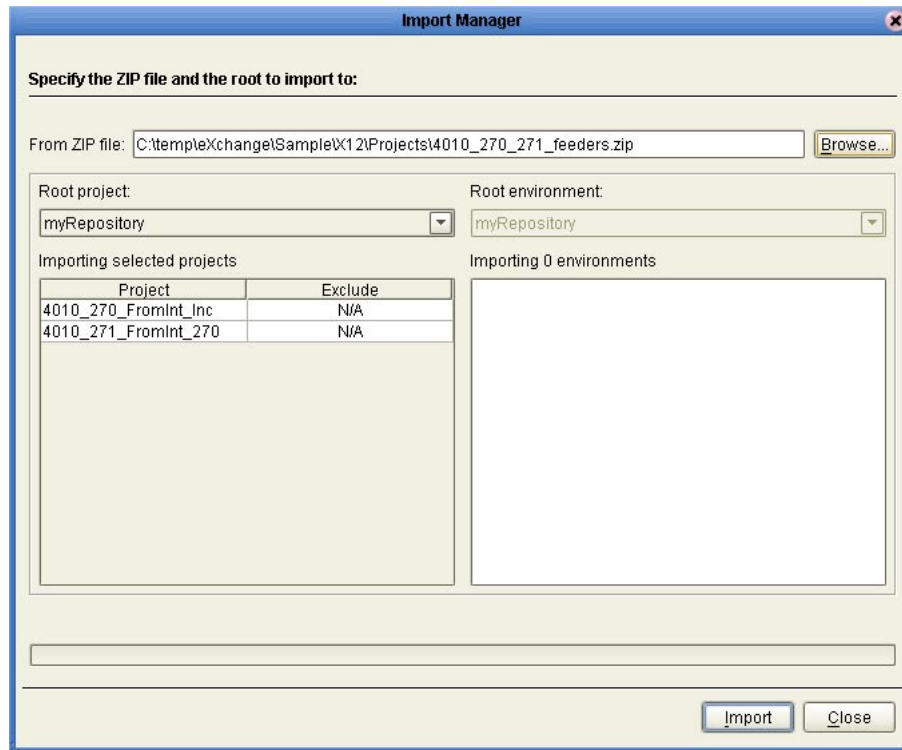 Import Manager
Specify the ZIP file and the root to import to:
From ZIP file: C:\temp\eXchange\Sample\X12\Projects\4010_270_271_feeders.zip Browse...
Root project: Root environment:
myRepository myRepository
Importing selected projects Importing 0 environments
Project Exclude
4010_270_FromInt_Inc N/A
4010_271_FromInt_270 N/A
Import Close